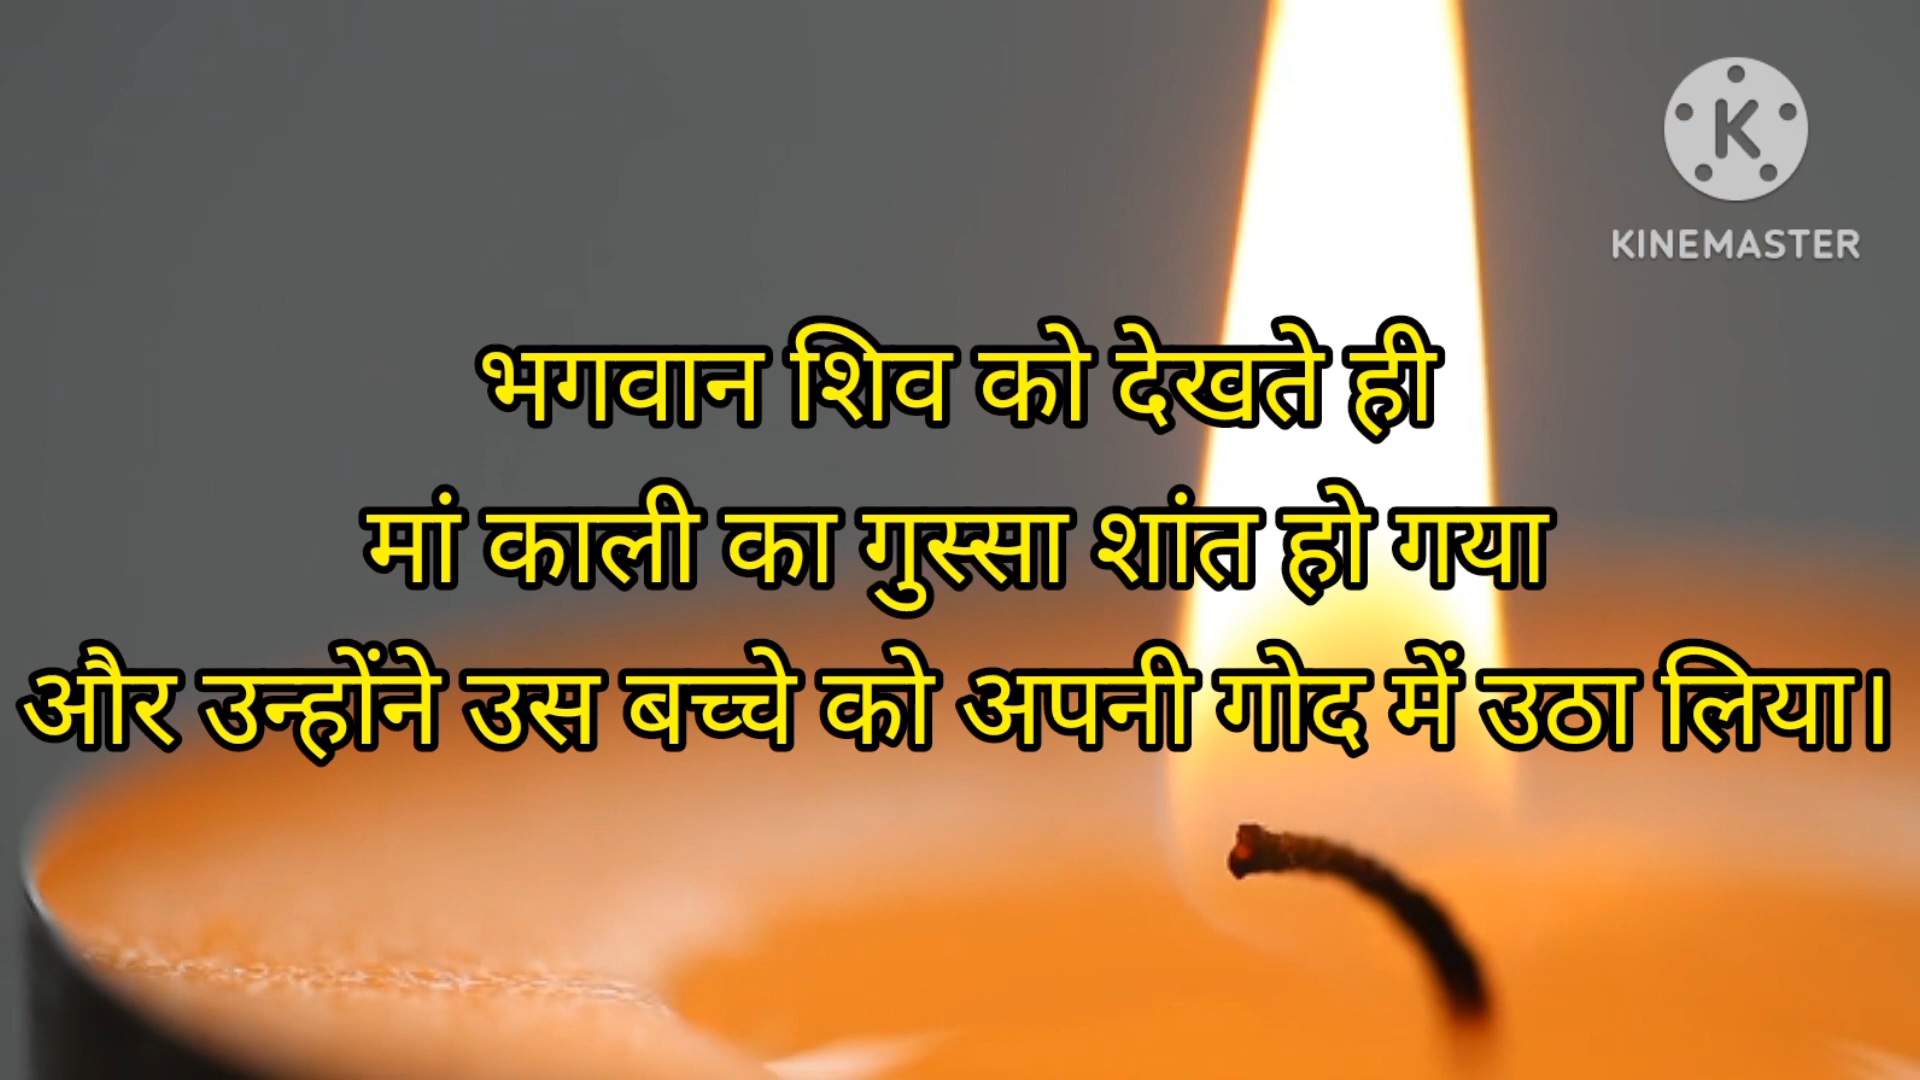 KINEMASTER
भगवान शिव को देखते ही
मां काली का गुस्सा शांत हो गया
और उन्होंने उस बच्चे को अपनी गोद में उठा लिया।